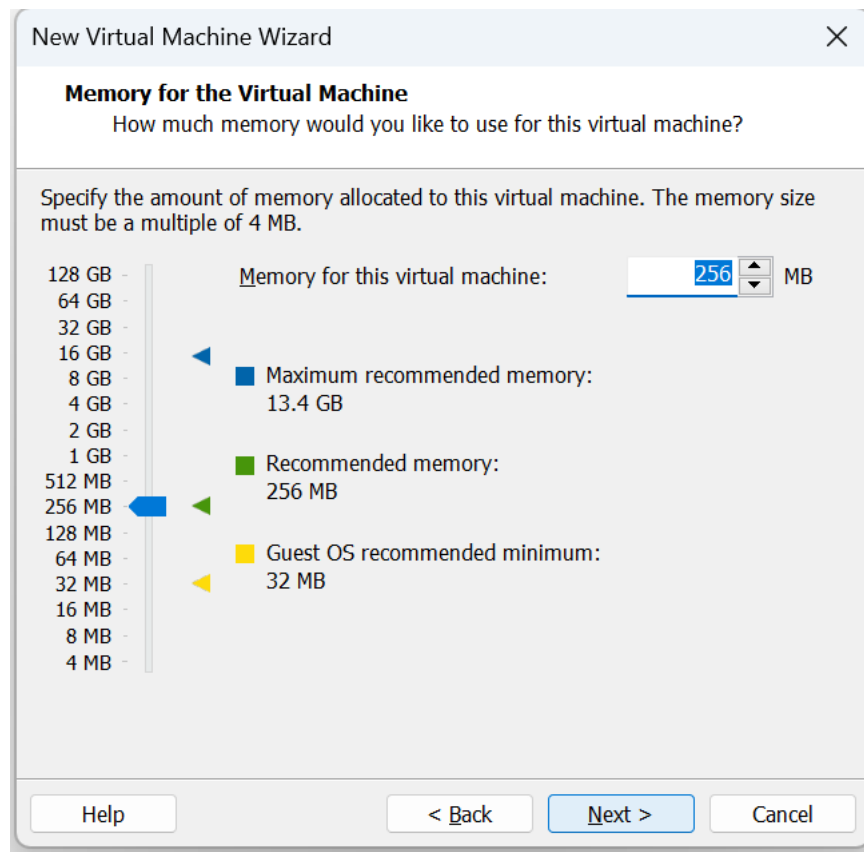 New Virtual Machine Wizard
Memory for the Virtual Machine
How much memory would you like to use for this virtual machine?
Specify the amount of memory allocated to this virtual machine. The memory size
must be a multiple of 4 MB.
128 GB
64 GB
32 GB
16 GB
8 GB
4 GB
2 GB
1 GB
512 MB
256 MB
128 MB
64 MB
32 MB
16 MB
8 MB
4 MB
Memory for this virtual machine: 256 MB
Maximum recommended memory:
13.4 GB
Recommended memory:
256 MB
Guest OS recommended minimum:
32 MB
Help < Back Next > Cancel